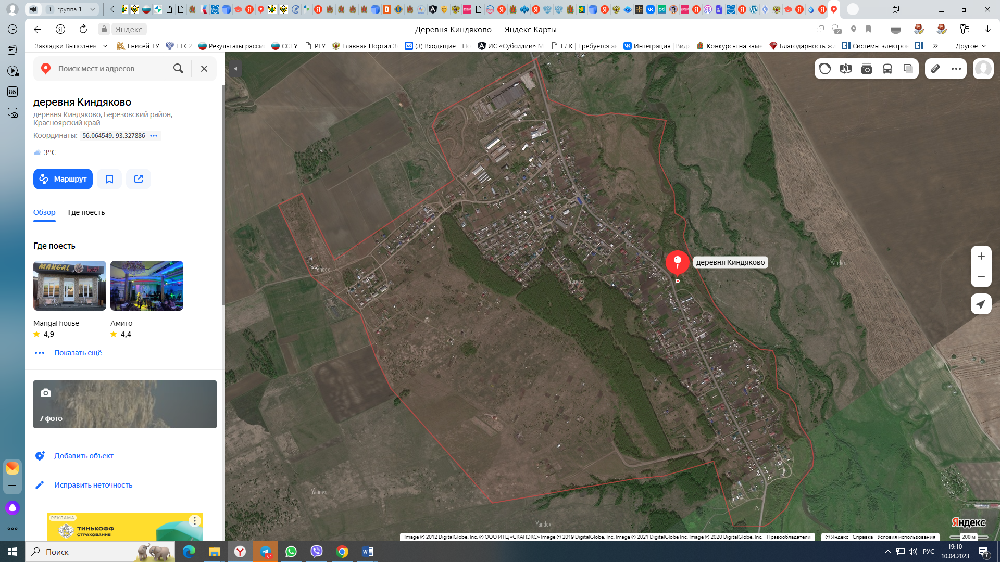 1 группа 1
Яндекс
Деревня Киндяково — Яндекс Карты
2
86
Закладки Выполнен
Енисей-ГУ
ПГС2
Результаты рассм
ССТУ
РГУ
Главная Портал
(3) Входящие - По
ИС «Субсидии» М
ЕЛК | Требуется ав
Интеграция | Вид
Конкурсы на заме
Благодарность жи
Системы электрон
»
Другое
Поиск мест и адресов
деревня Киндяково
деревня Киндяково, Берёзовский район,
Красноярский край
Координаты: 56.064549, 93.327886
3°C
Маршрут
Обзор Где поесть
Где поесть
MANGAL house
Mangal house
4,9
Амиго
4,4
Показать ещё
7 фото
Добавить объект
Исправить неточность
РЕКЛАМА
ТИНЬКОФФ
СТРАХОВАНИЕ
деревня Киндяково
Yandex
Yandex
Yandex
Yandex
Yandex
Яндекс
Image © 2012 DigitalGlobe, Inc. © ООО ИТЦ «СКАНЭКС» Image © 2019 DigitalGlobe, Inc. Image © 2021 DigitalGlobe Inc. Image © 2020 DigitalGlobe, Inc. Правообладатели
© Яндекс Справка Условия использования
200 м
Поиск
61
РУС
19:10
10.04.2023
7